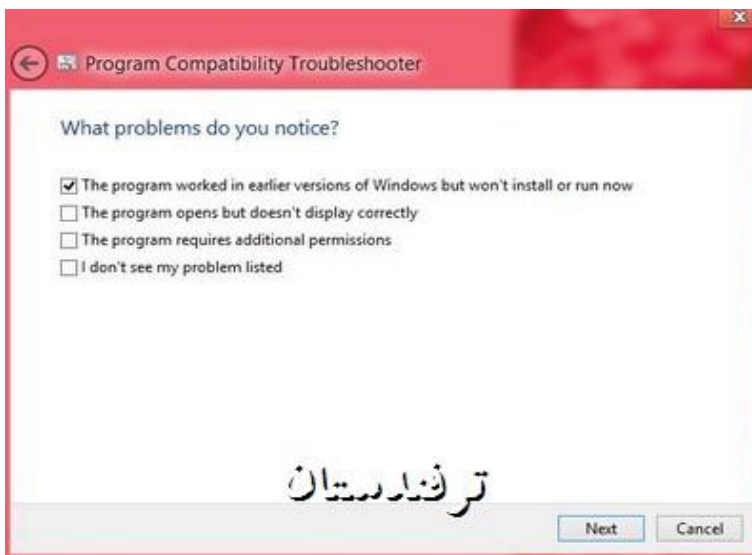 Program Compatibility Troubleshooter
What problems do you notice?
The program worked in earlier versions of Windows but won't install or run now
The program opens but doesn't display correctly
The program requires additional permissions
I don't see my problem listed
ترفندستان
Next Cancel